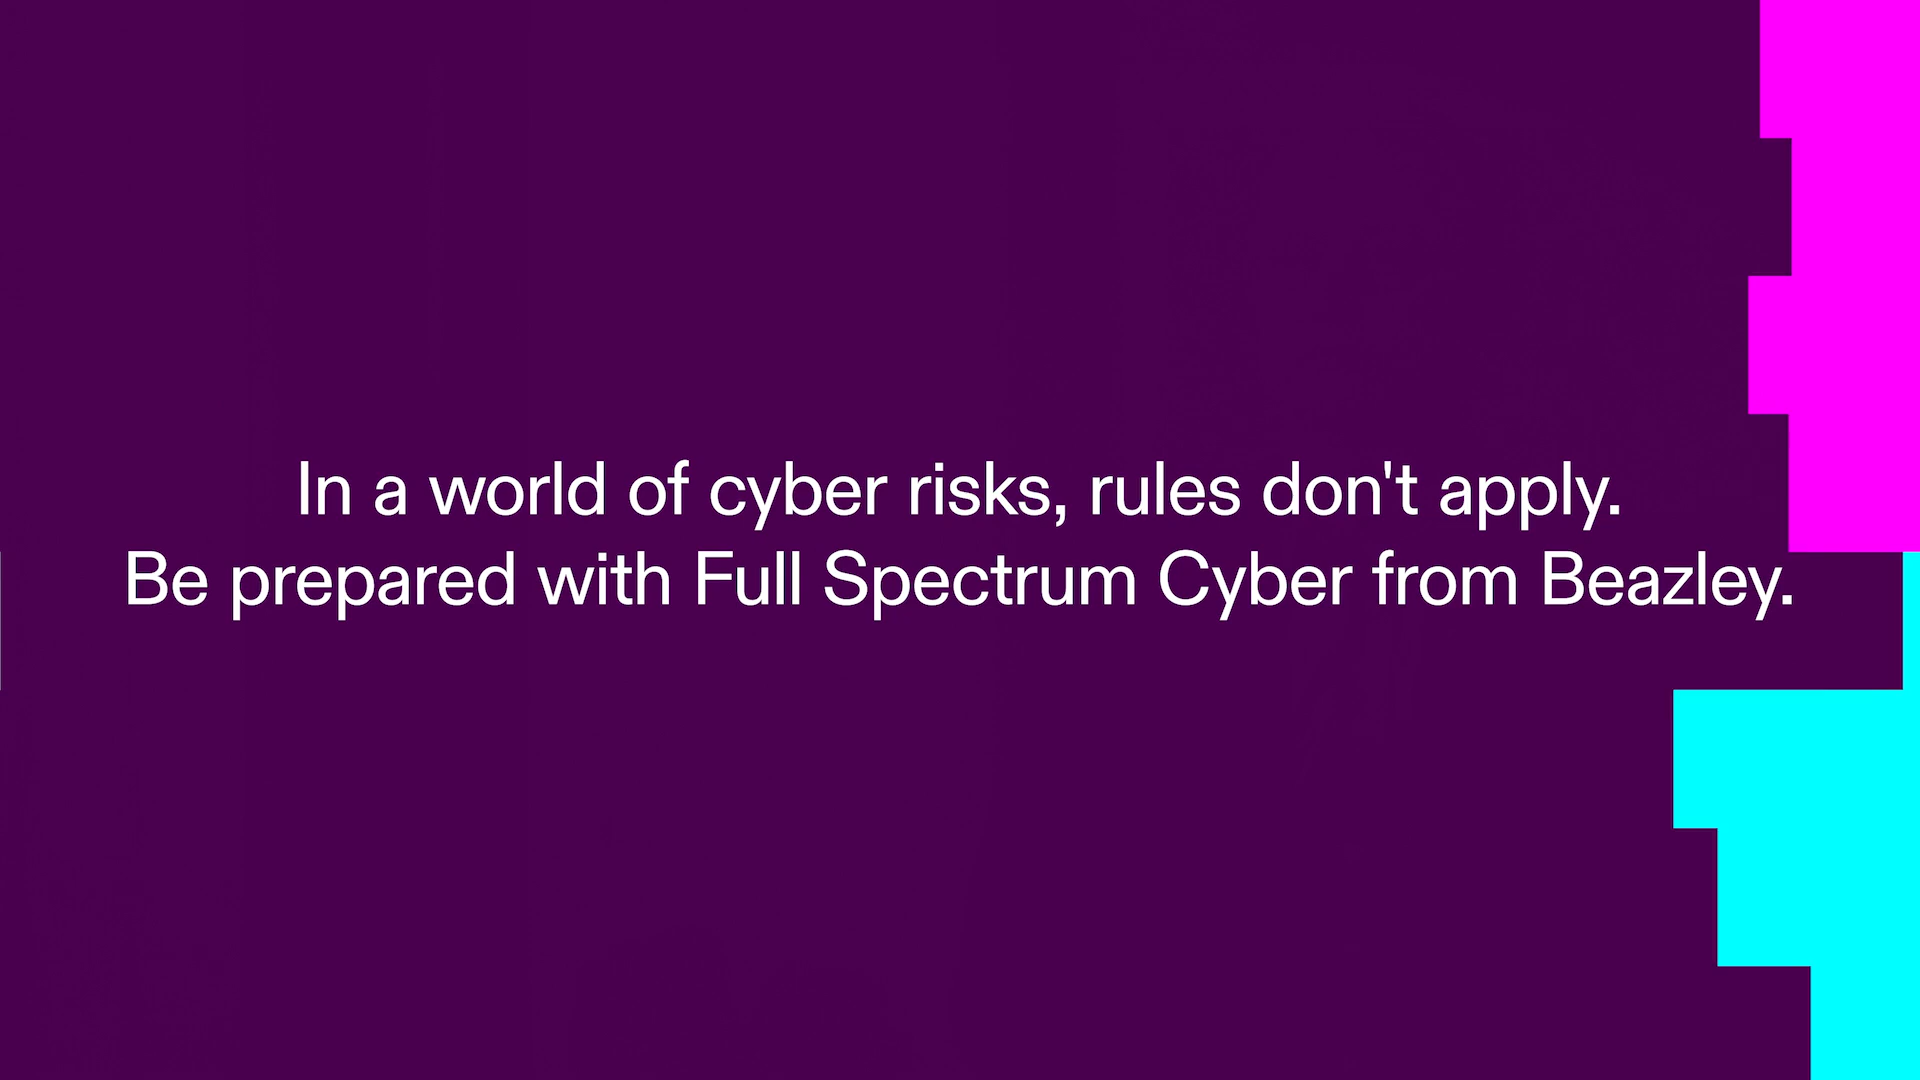 In a world of cyber risks, rules don't apply.
Be prepared with Full Spectrum Cyber from Beazley.